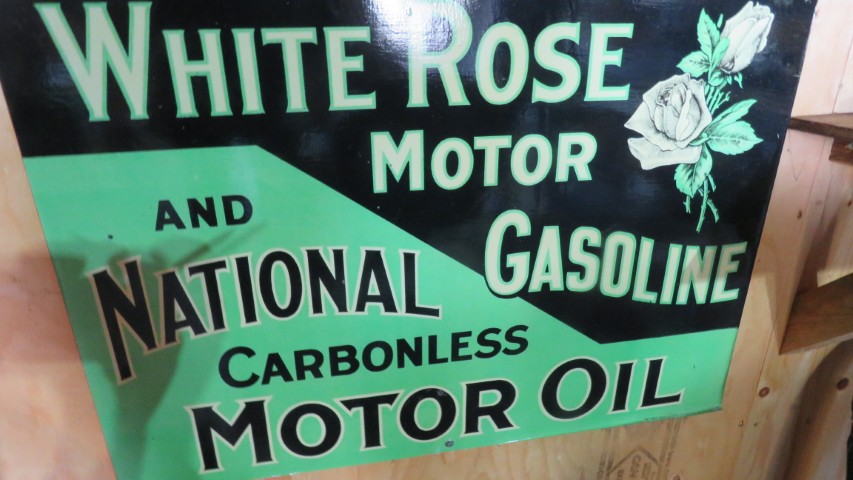 WHITE ROSE
MOTOR
GASOLINE
AND
NATIONAL
CARBONLESS
MOTOR OIL